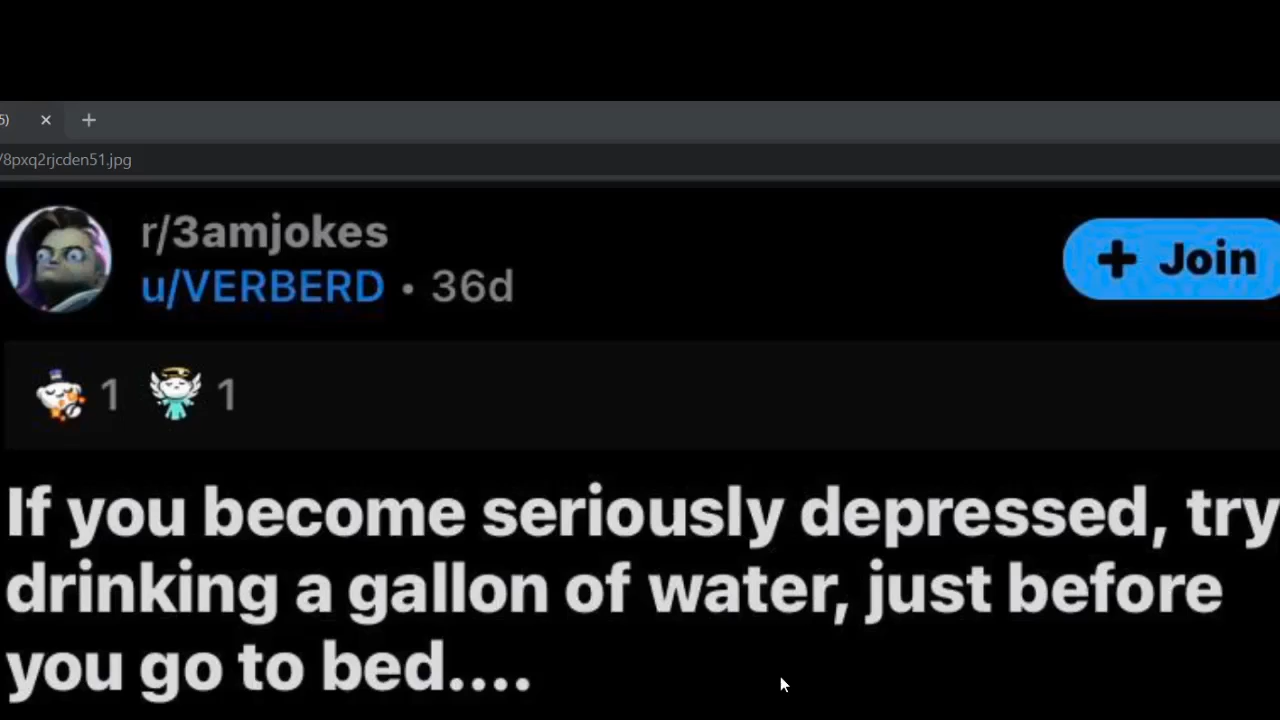 5)
/8pxq2rjcden51.jpg
r/3amjokes
u/VERBERD • 36d
+ Join
1 1
If you become seriously depressed, try
drinking a gallon of water, just before
you go to bed....